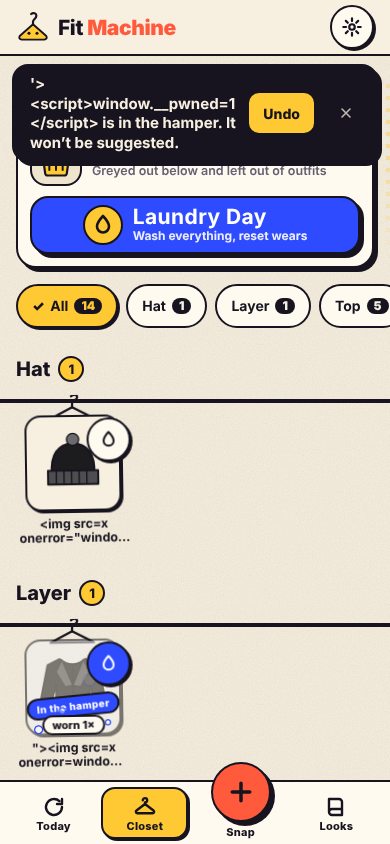 Fit Machine
'>
<script>window.__pwned=1
</script> is in the hamper. It
won't be suggested.
Undo
×
Greyed out below and left out of outfits
Laundry Day
Wash everything, reset wears
✓ All 14
Hat 1
Layer 1
Top 5
Hat 1
<img src=x
onerror="windo...
Layer 1
In the hamper
worn 1×
"><img src=x
onerror=windo...
Today
Closet
Snap
Looks